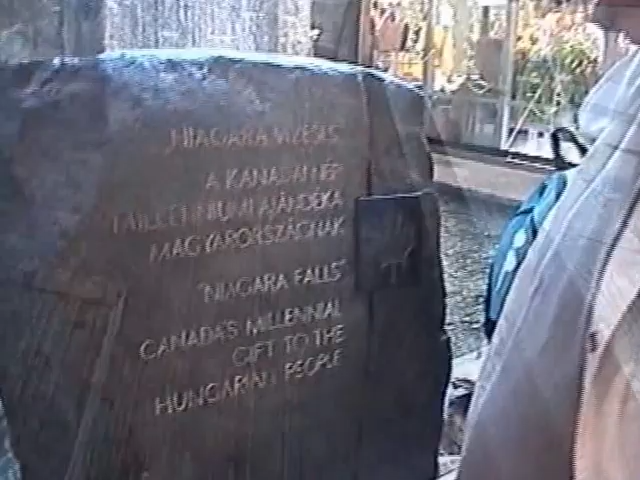 "NIAGARA VÍZESÉS"
A KANADAI NÉP
MILLENNIUMI AJÁNDÉKA
MAGYARORSZÁGNAK
"NIAGARA FALLS"
CANADA'S MILLENNIAL
GIFT TO THE
HUNGARIAN PEOPLE